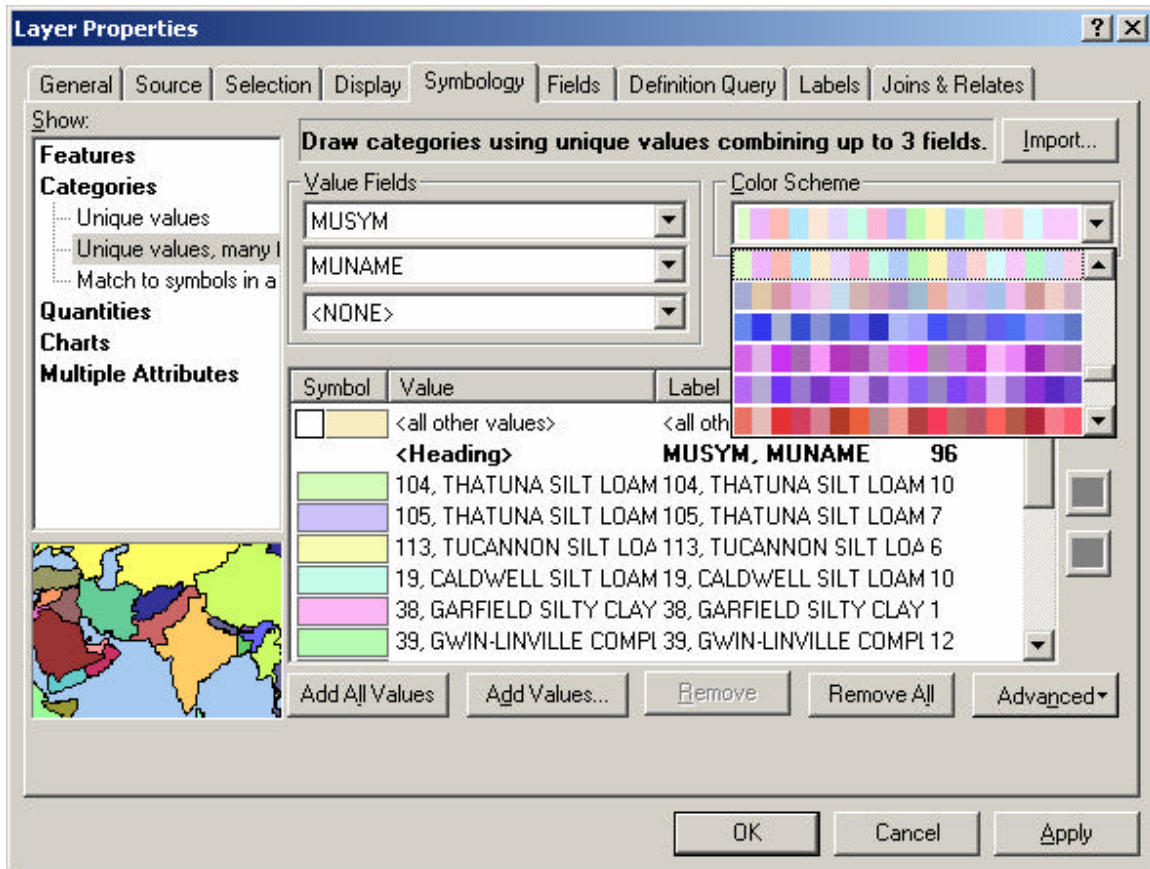 Layer Properties
General Source Selection Display Symbology Fields Definition Query Labels Joins & Relates
Show:
Features
Categories
Unique values
Unique values, many f
Match to symbols in a
Quantities
Charts
Multiple Attributes
Draw categories using unique values combining up to 3 fields.
Import...
Value Fields
MUSYM
MUNAME
<NONE>
Color Scheme
Symbol Value Label
<all other values> <all oth
<Heading> MUSYM, MUNAME 96
104, THATUNA SILT LOAM 104, THATUNA SILT LOAM 10
105, THATUNA SILT LOAM 105, THATUNA SILT LOAM 7
113, TUCANNON SILT LOA 113, TUCANNON SILT LOA 6
19, CALDWELL SILT LOAM 19, CALDWELL SILT LOAM 10
38, GARFIELD SILTY CLAY 38, GARFIELD SILTY CLAY 1
39, GWIN-LINVILLE COMPL 39, GWIN-LINVILLE COMPL 12
Add All Values Add Values... Remove Remove All Advanced
OK Cancel Apply